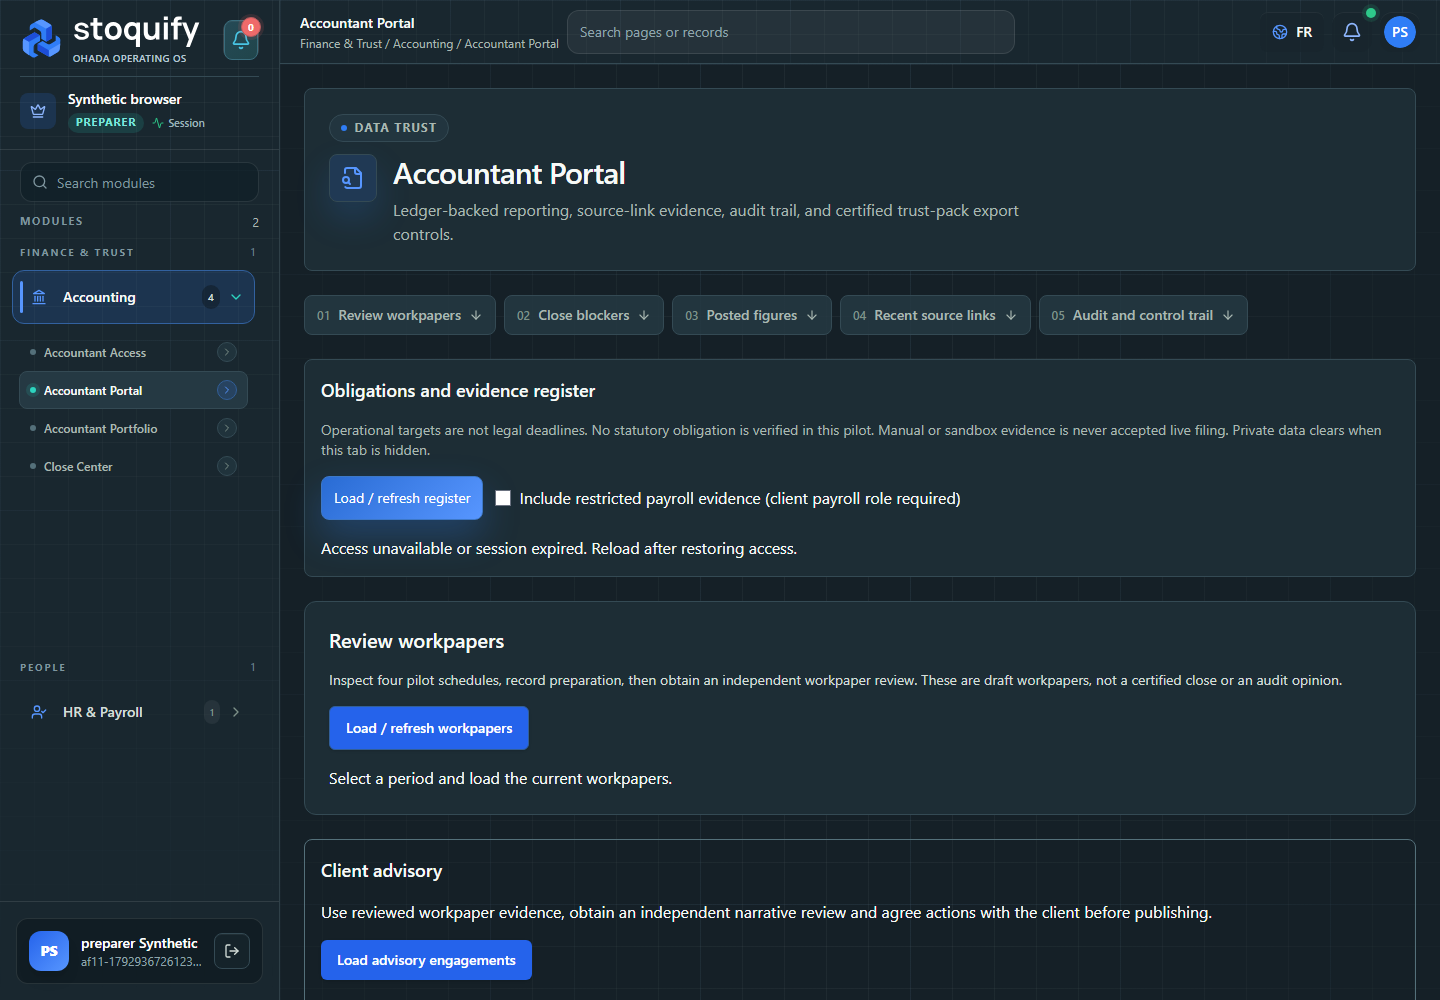 stoquify
OHADA OPERATING OS
0
Synthetic browser
PREPARER
Session
Search modules
MODULES
2
FINANCE & TRUST
1
Accounting
4
Accountant Access
Accountant Portal
Accountant Portfolio
Close Center
PEOPLE
1
HR & Payroll
1
PS
preparer Synthetic
af11-1792936726123...
Accountant Portal
Finance & Trust / Accounting / Accountant Portal
Search pages or records
FR
PS
DATA TRUST
Accountant Portal
Ledger-backed reporting, source-link evidence, audit trail, and certified trust-pack export
controls.
01 Review workpapers
02 Close blockers
03 Posted figures
04 Recent source links
05 Audit and control trail
Obligations and evidence register
Operational targets are not legal deadlines. No statutory obligation is verified in this pilot. Manual or sandbox evidence is never accepted live filing. Private data clears when
this tab is hidden.
Load / refresh register
Include restricted payroll evidence (client payroll role required)
Access unavailable or session expired. Reload after restoring access.
Review workpapers
Inspect four pilot schedules, record preparation, then obtain an independent workpaper review. These are draft workpapers, not a certified close or an audit opinion.
Load / refresh workpapers
Select a period and load the current workpapers.
Client advisory
Use reviewed workpaper evidence, obtain an independent narrative review and agree actions with the client before publishing.
Load advisory engagements